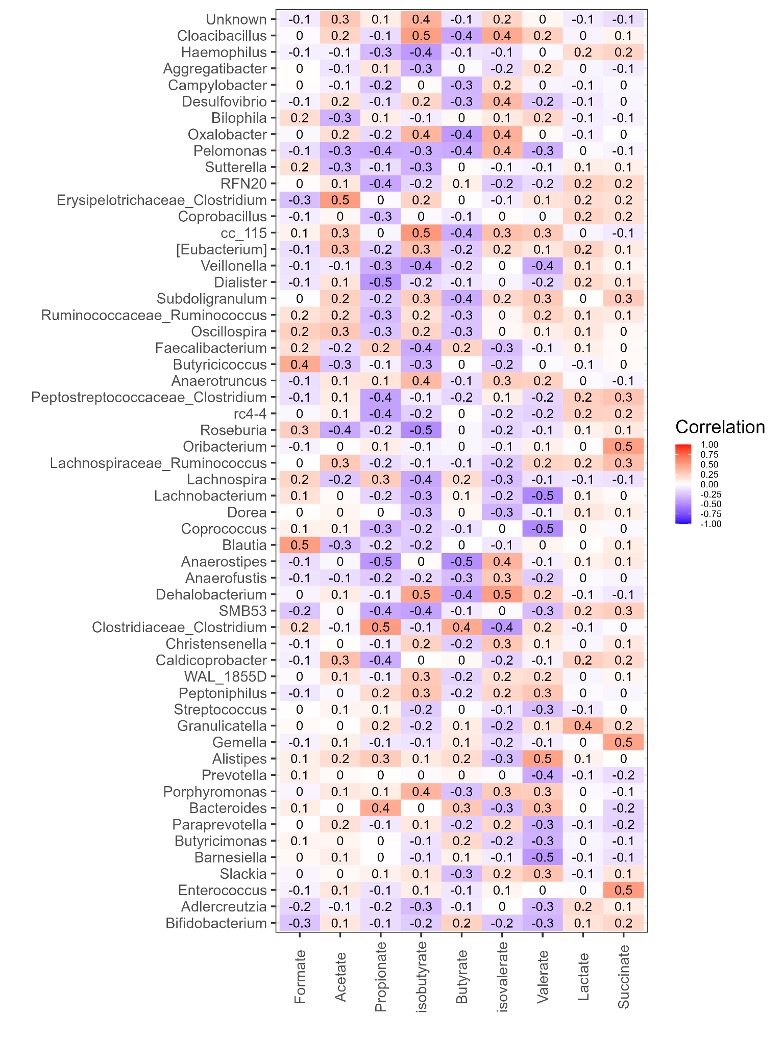 Unknown -0.1 0.3 0.1 0.4 -0.1 0.2 0 -0.1 -0.1
Cloacibacillus 0 0.2 -0.1 0.5 -0.4 0.4 0.2 0 0.1
Haemophilus -0.1 -0.1 -0.3 -0.4 -0.1 -0.1 0 0.2 0.2
Aggregatibacter 0 -0.1 0.1 -0.3 0 -0.2 0.2 0 -0.1
Campylobacter 0 -0.1 -0.2 0 -0.3 0.2 0 -0.1 0
Desulfovibrio -0.1 0.2 -0.1 0.2 -0.3 0.4 -0.2 -0.1 0
Bilophila 0.2 -0.3 0.1 -0.1 0 0.1 0.2 -0.1 -0.1
Oxalobacter 0 0.2 -0.2 0.4 -0.4 0.4 0 -0.1 0
Pelomonas -0.1 -0.3 -0.4 -0.3 -0.4 0.4 -0.3 0 -0.1
Sutterella 0.2 -0.3 -0.1 -0.3 0 -0.1 -0.1 0.1 0.1
RFN20 0 0.1 -0.4 -0.2 0.1 -0.2 -0.2 0.2 0.2
Erysipelotrichaceae_Clostridium -0.3 0.5 0 0.2 0 -0.1 0.1 0.2 0.2
Coprobacillus -0.1 0 -0.3 0 -0.1 0 0 0.2 0.2
cc_115 0.1 0.3 0 0.5 -0.4 0.3 0.3 0 -0.1
[Eubacterium] -0.1 0.3 -0.2 0.3 -0.2 0.2 0.1 0.2 0.1
Veillonella -0.1 -0.1 -0.3 -0.4 -0.2 0 -0.4 0.1 0.1
Dialister -0.1 0.1 -0.5 -0.2 -0.1 0 -0.2 0.2 0.1
Subdoligranulum 0 0.2 -0.2 0.3 -0.4 0.2 0.3 0 0.3
Ruminococcaceae_Ruminococcus 0.2 0.2 -0.3 0.2 -0.3 0 0.2 0.1 0.1
Oscillospira 0.2 0.3 -0.3 0.2 -0.3 0 0.1 0.1 0
Faecalibacterium 0.2 -0.2 0.2 -0.4 0.2 -0.3 -0.1 0.1 0
Butyricicoccus 0.4 -0.3 -0.1 -0.3 0 -0.2 0 -0.1 0
Anaerotruncus -0.1 0.1 0.1 0.4 -0.1 0.3 0.2 0 -0.1
Peptostreptococcaceae_Clostridium -0.1 0.1 -0.4 -0.1 -0.2 0.1 -0.2 0.2 0.3
rc4-4 0 0.1 -0.4 -0.2 0 -0.2 -0.2 0.2 0.2
Roseburia 0.3 -0.4 -0.2 -0.5 0 -0.2 -0.1 0.1 0.1
Oribacterium -0.1 0 0.1 -0.1 0 -0.1 0.1 0 0.5
Lachnospiraceae_Ruminococcus 0 0.3 -0.2 -0.1 -0.1 -0.2 0.2 0.2 0.3
Lachnospira 0.2 -0.2 0.3 -0.4 0.2 -0.3 -0.1 -0.1 -0.1
Lachnobacterium 0.1 0 -0.2 -0.3 0.1 -0.2 -0.5 0.1 0
Dorea 0 0 0 -0.3 0 -0.3 -0.1 0.1 0.1
Coprococcus 0.1 0.1 -0.3 -0.2 -0.1 0 -0.5 0 0
Blautia 0.5 -0.3 -0.2 -0.2 0 -0.1 0 0 0.1
Anaerostipes -0.1 0 -0.5 0 -0.5 0.4 -0.1 0.1 0.1
Anaerofustis -0.1 -0.1 -0.2 -0.2 -0.3 0.3 -0.2 0 0
Dehalobacterium 0 0.1 -0.1 0.5 -0.4 0.5 0.2 -0.1 -0.1
SMB53 -0.2 0 -0.4 -0.4 -0.1 0 -0.3 0.2 0.3
Clostridiaceae_Clostridium 0.2 -0.1 0.5 -0.1 0.4 -0.4 0.2 -0.1 0
Christensenella -0.1 0 -0.1 0.2 -0.2 0.3 0.1 0 0.1
Caldicoprobacter -0.1 0.3 -0.4 0 0 -0.2 -0.1 0.2 0.2
WAL_1855D 0 0.1 -0.1 0.3 -0.2 0.2 0.2 0 0.1
Peptoniphilus -0.1 0 0.2 0.3 -0.2 0.2 0.3 0 0
Streptococcus 0 0.1 0.1 -0.2 0 -0.1 -0.3 -0.1 0
Granulicatella 0 0 0.2 -0.2 0.1 -0.2 0.1 0.4 0.2
Gemella -0.1 0.1 -0.1 -0.1 0.1 -0.2 -0.1 0 0.5
Alistipes 0.1 0.2 0.3 0.1 0.2 -0.3 0.5 0.1 0
Prevotella 0.1 0 0 0 0 0 -0.4 -0.1 -0.2
Porphyromonas 0 0.1 0.1 0.4 -0.3 0.3 0.3 0 -0.1
Bacteroides 0.1 0 0.4 0 0.3 -0.3 0.3 0 -0.2
Paraprevotella 0 0.2 -0.1 0.1 -0.2 0.2 -0.3 -0.1 -0.2
Butyricimonas 0.1 0 0 -0.1 0.2 -0.2 -0.3 0 -0.1
Barnesiella 0 0.1 0 -0.1 0.1 -0.1 -0.5 -0.1 -0.1
Slackia 0 0 0.1 0.1 -0.3 0.2 0.3 -0.1 0.1
Enterococcus -0.1 0.1 -0.1 0.1 -0.1 0.1 0 0 0.5
Adlercreutzia -0.2 -0.1 -0.2 -0.3 -0.1 0 -0.3 0.2 0.1
Bifidobacterium -0.3 0.1 -0.1 -0.2 0.2 -0.2 -0.3 0.1 0.2
Formate
Acetate
Propionate
isobutyrate
Butyrate
isovalerate
Valerate
Lactate
Succinate
Correlation
1.00
0.75
0.50
0.25
0.00
-0.25
-0.50
-0.75
-1.00